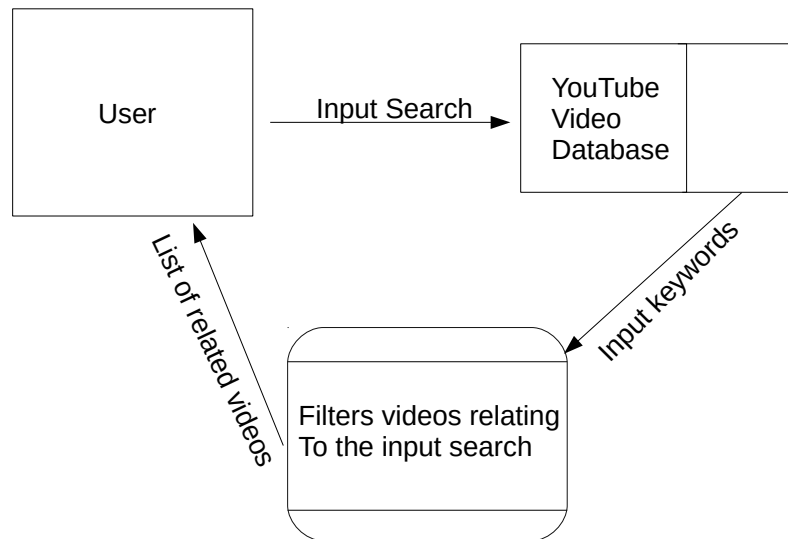 User
Input Search
YouTube
Video
Database
Input keywords
Filters videos relating
To the input search
List of related videos